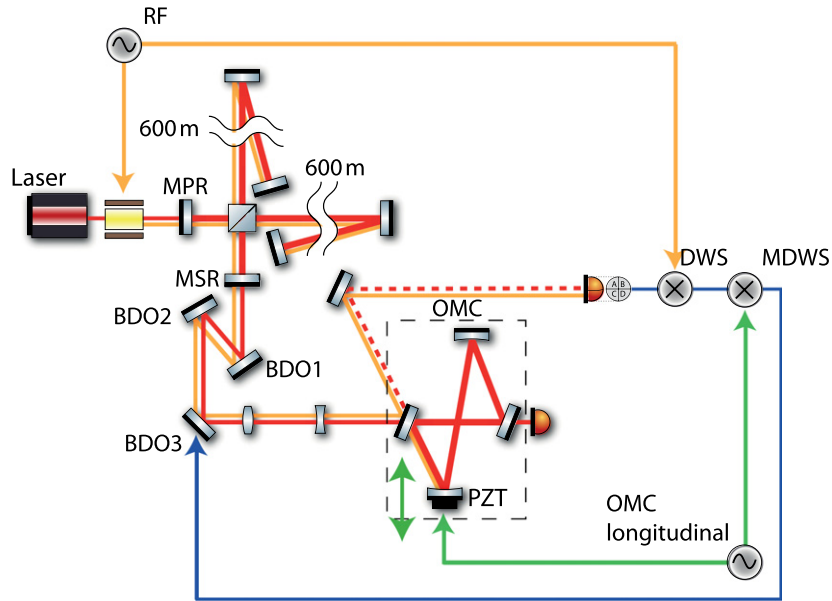 RF
600 m
600 m
Laser
MPR
DWS
MDWS
MSR
OMC
BDO2
BDO1
A B
C D
BDO3
PZT
OMC
longitudinal